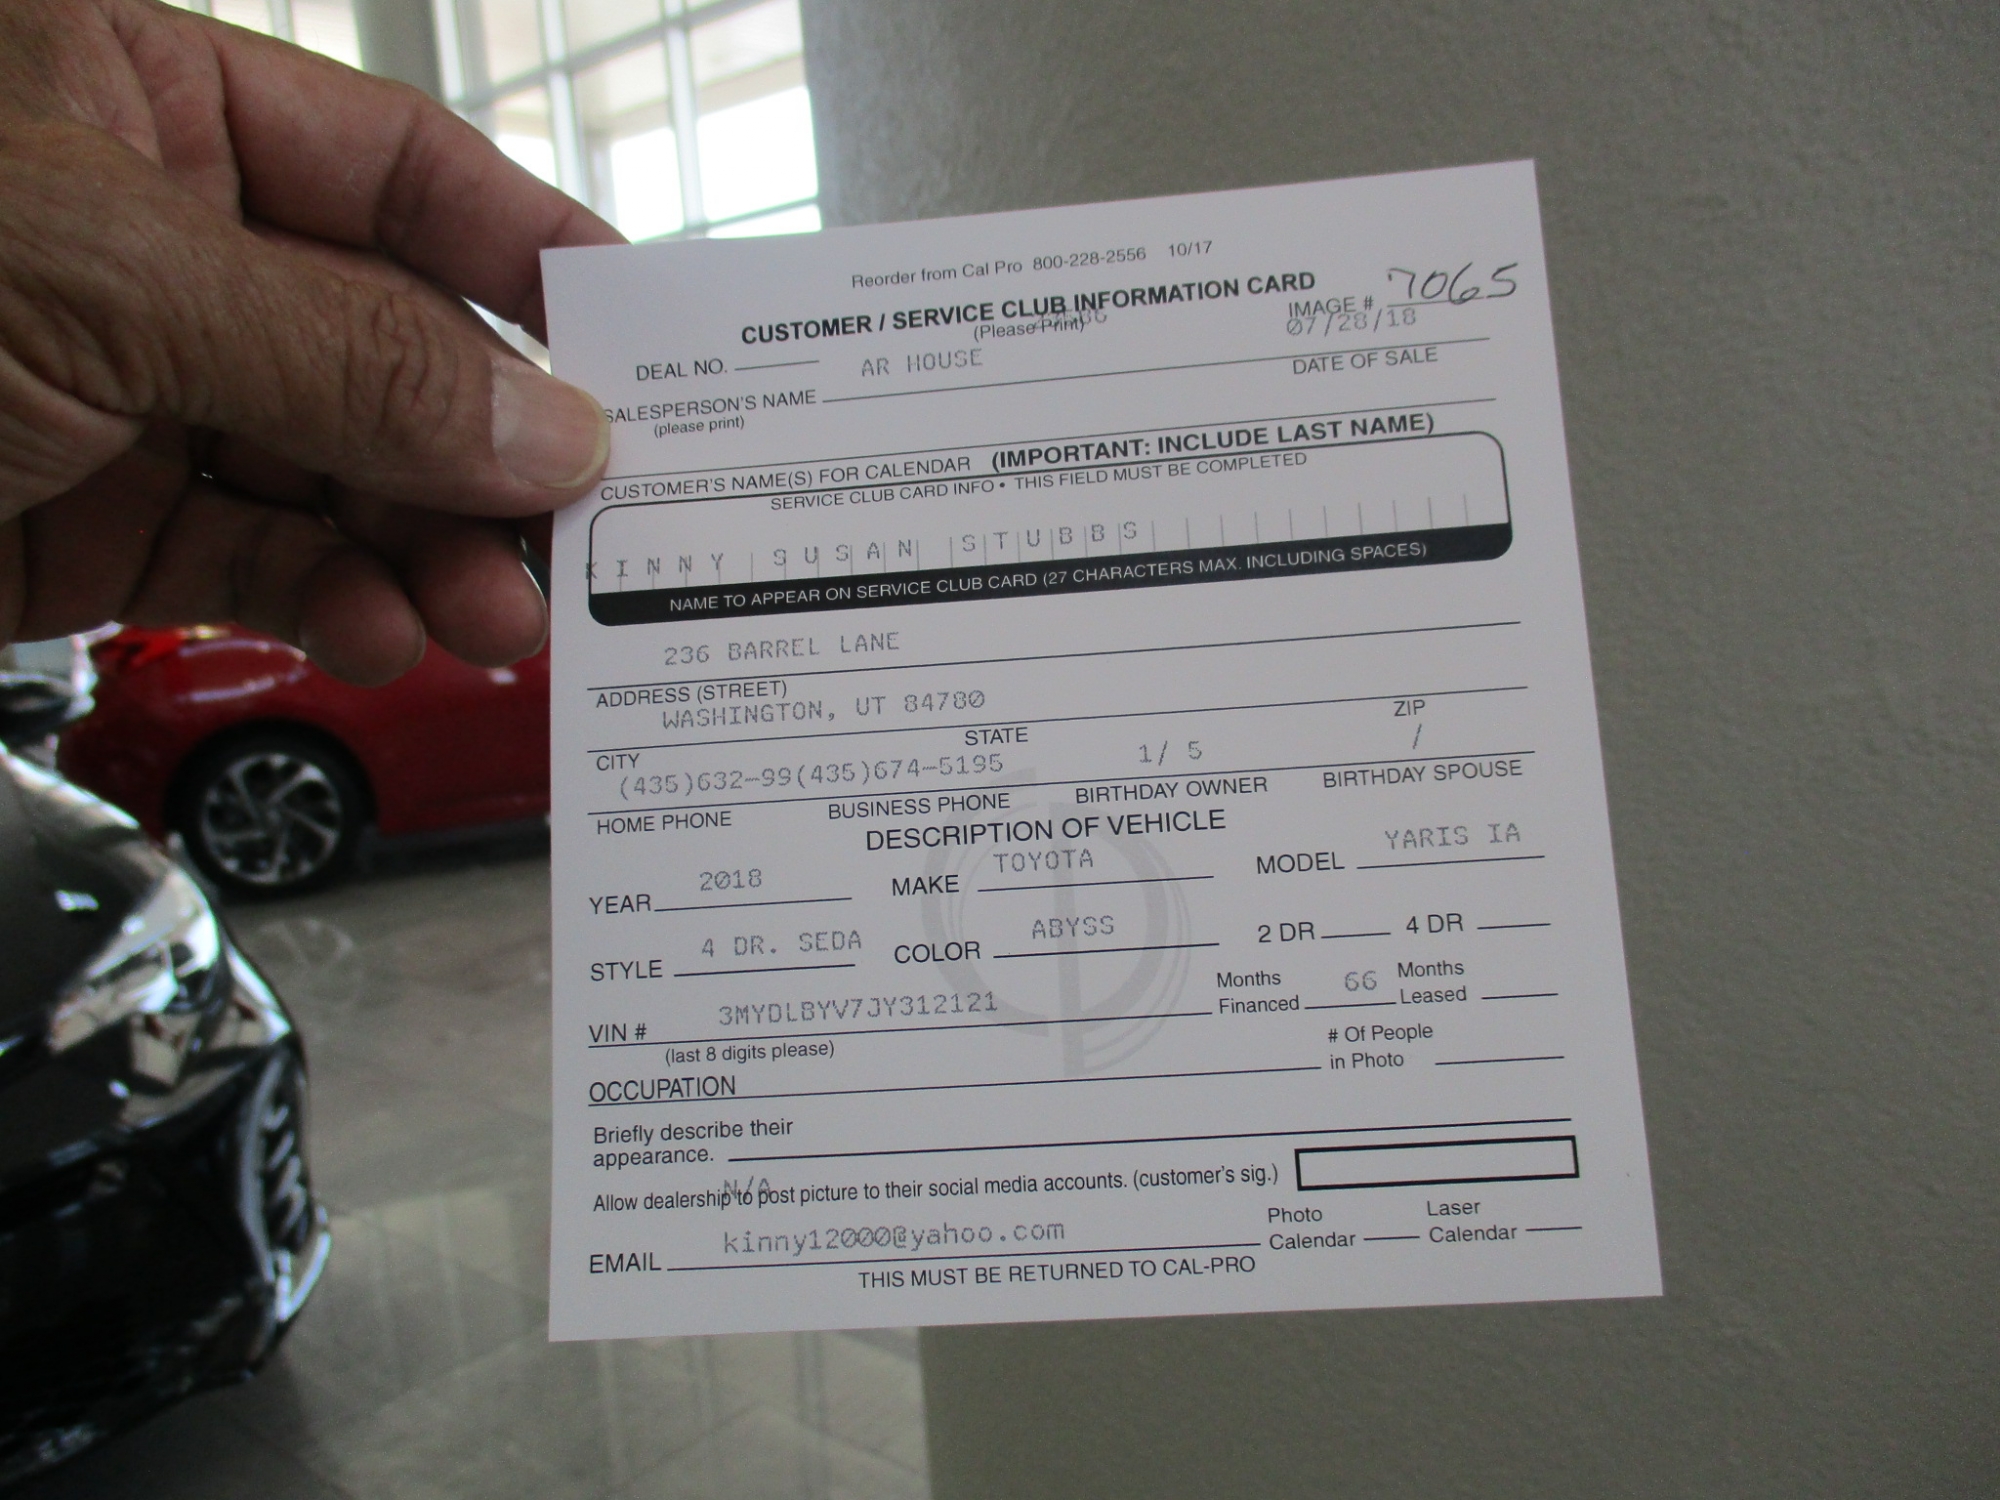 Reorder from Cal Pro 800-228-2556 10/17
CUSTOMER / SERVICE CLUB INFORMATION CARD
(Please Print)
IMAGE # 7065
07/28/18
DEAL NO. AR HOUSE
DATE OF SALE
SALESPERSON'S NAME
(please print)
CUSTOMER'S NAME(S) FOR CALENDAR (IMPORTANT: INCLUDE LAST NAME)
SERVICE CLUB CARD INFO • THIS FIELD MUST BE COMPLETED
KINNY SUSAN STUBBS
NAME TO APPEAR ON SERVICE CLUB CARD (27 CHARACTERS MAX. INCLUDING SPACES)
236 BARREL LANE
ADDRESS (STREET)
WASHINGTON, UT 84780
CITY STATE ZIP
(435)632-99(435)674-5195 1/ 5 /
HOME PHONE BUSINESS PHONE BIRTHDAY OWNER BIRTHDAY SPOUSE
DESCRIPTION OF VEHICLE
YEAR 2018 MAKE TOYOTA MODEL YARIS IA
STYLE 4 DR. SEDA COLOR ABYSS 2 DR 4 DR
VIN # 3MYDLBYV7JY312121 Months Financed 66 Months Leased
(last 8 digits please)
# Of People
in Photo
OCCUPATION
Briefly describe their
appearance.
N/A
Allow dealership to post picture to their social media accounts. (customer's sig.)
EMAIL kinny12000@yahoo.com Photo Calendar Laser Calendar
THIS MUST BE RETURNED TO CAL-PRO